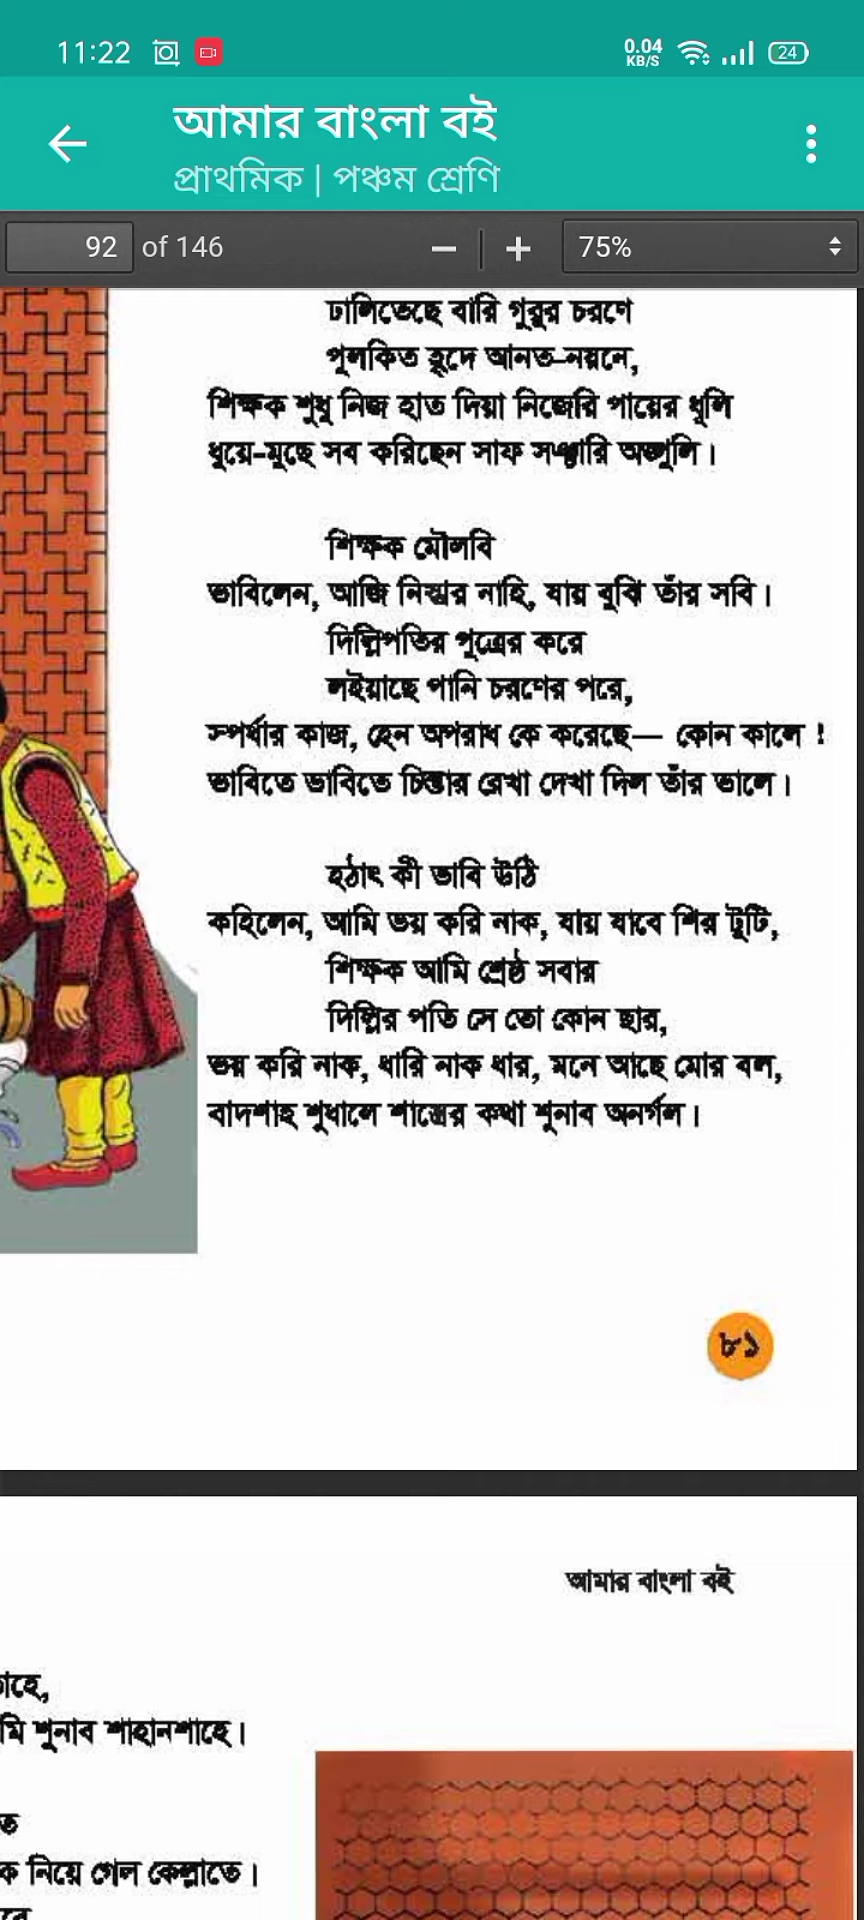 11:22
0.04
KB/S
24
আমার বাংলা বই
প্রাথমিক | পঞ্চম শ্রেণি
92 of 146
75%
ঢালিতেছে বারি গুরুর চরণে
পুলকিত হৃদে আনত-নয়নে,
শিক্ষক শুধু নিজ হাত দিয়া নিজেরি পায়ের ধুলি
ধুয়ে-মুছে সব করিছেন সাফ সঞ্চারি অঙ্গুলি।
শিক্ষক মৌলবি
ভাবিলেন, আজি নিস্তার নাহি, যায় বুঝি তাঁর সবি।
দিল্লিপতির পুত্রের করে
লইয়াছে পানি চরণের পরে,
স্পর্ধার কাজ, হেন অপরাধ কে করেছে— কোন কালে !
ভাবিতে ভাবিতে চিন্তার রেখা দেখা দিল তাঁর ভালে।
হঠাৎ কী ভাবি উঠি
কহিলেন, আমি ভয় করি নাক, যায় যাবে শির টুটি,
শিক্ষক আমি শ্রেষ্ঠ সবার
দিল্লির পতি সে তো কোন ছার,
ভয় করি নাক, ধারি নাক ধার, মনে আছে মোর বল,
বাদশাহ্ শুধালে শাস্ত্রের কথা শুনাব অনর্গল।
৮১
আমার বাংলা বই
শুনাব শাহানশাহে।
নিয়ে গেল কেল্লাতে।